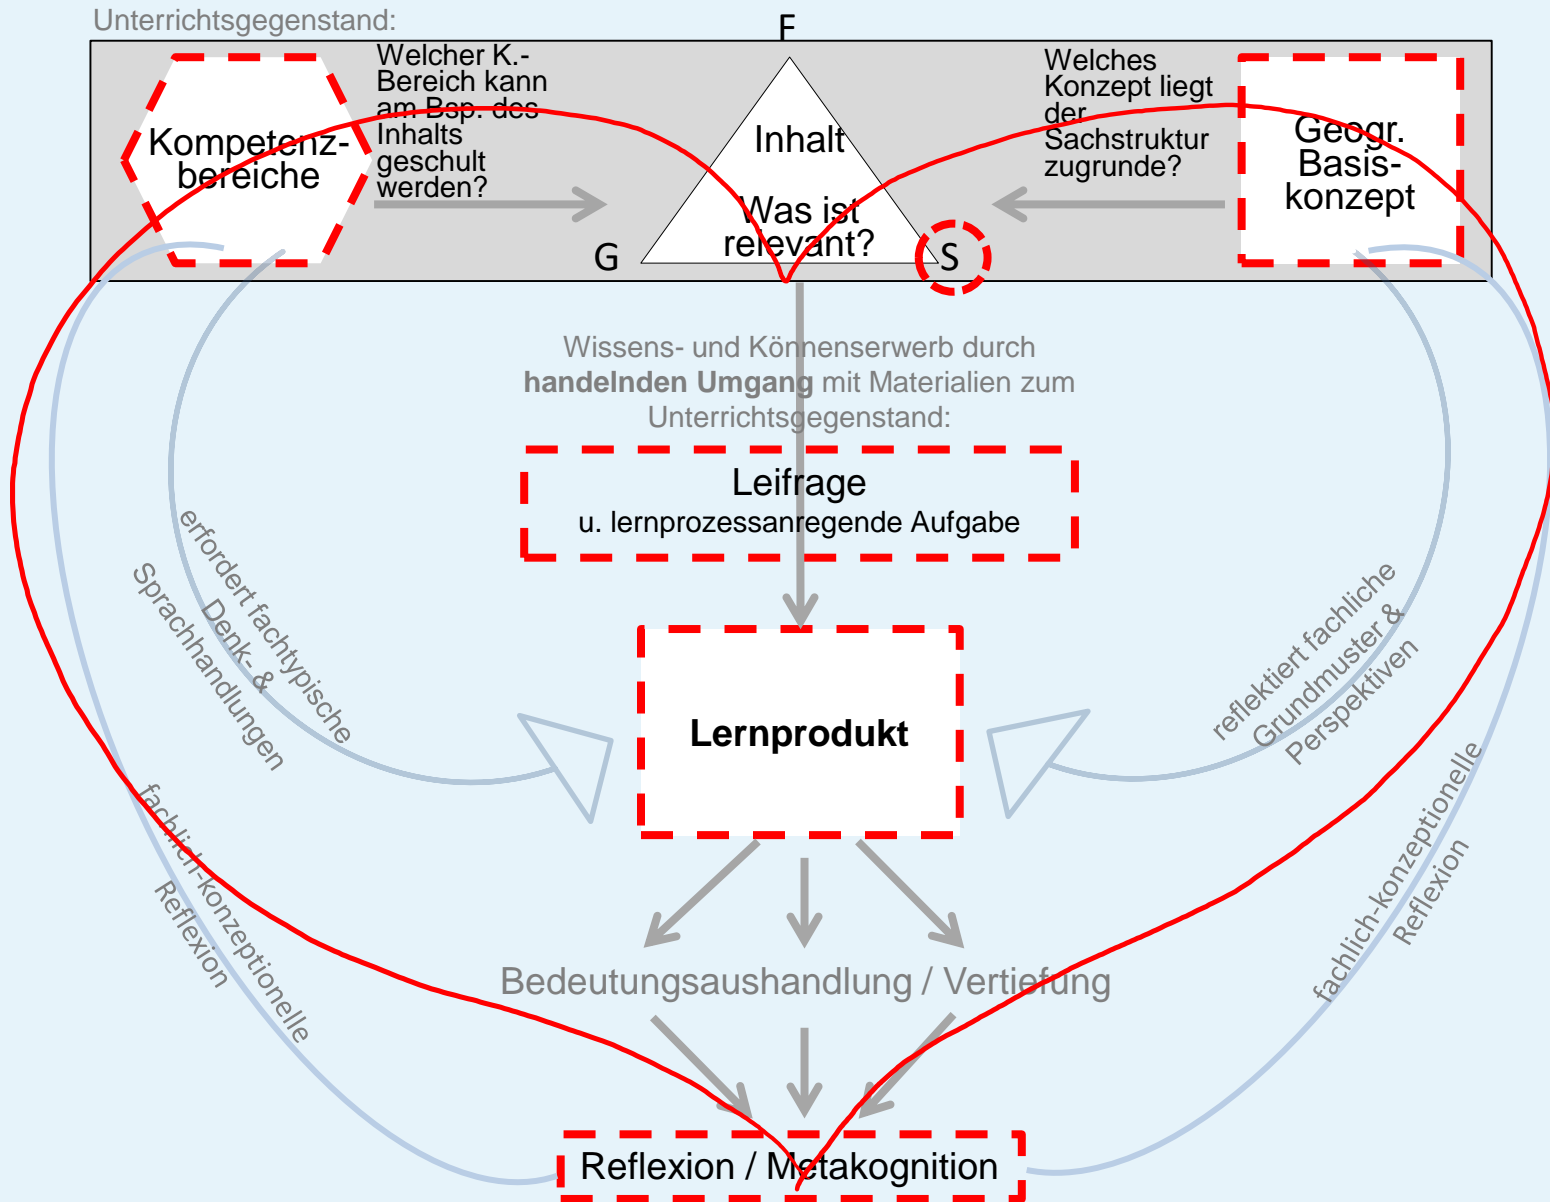 Unterrichtsgegenstand:
F
Welcher K.-
Bereich kann
am Bsp. des
Inhalts
geschult
werden?
Kompetenz-
bereiche
Inhalt
Was ist
relevant?
G
S
Welches
Konzept liegt
der
Sachstruktur
zugrunde?
Geogr.
Basis-
konzept
Wissens- und Könnenserwerb durch
handelnden Umgang mit Materialien zum
Unterrichtsgegenstand:
Leifrage
u. lernprozessanregende Aufgabe
erfordert fachtypische
Denk- &
Sprachhandlungen
reflektiert fachliche
Grundmuster &
Perspektiven
Lernprodukt
fachlich-konzeptionelle
Reflexion
fachlich-konzeptionelle
Reflexion
Bedeutungsaushandlung / Vertiefung
Reflexion / Metakognition